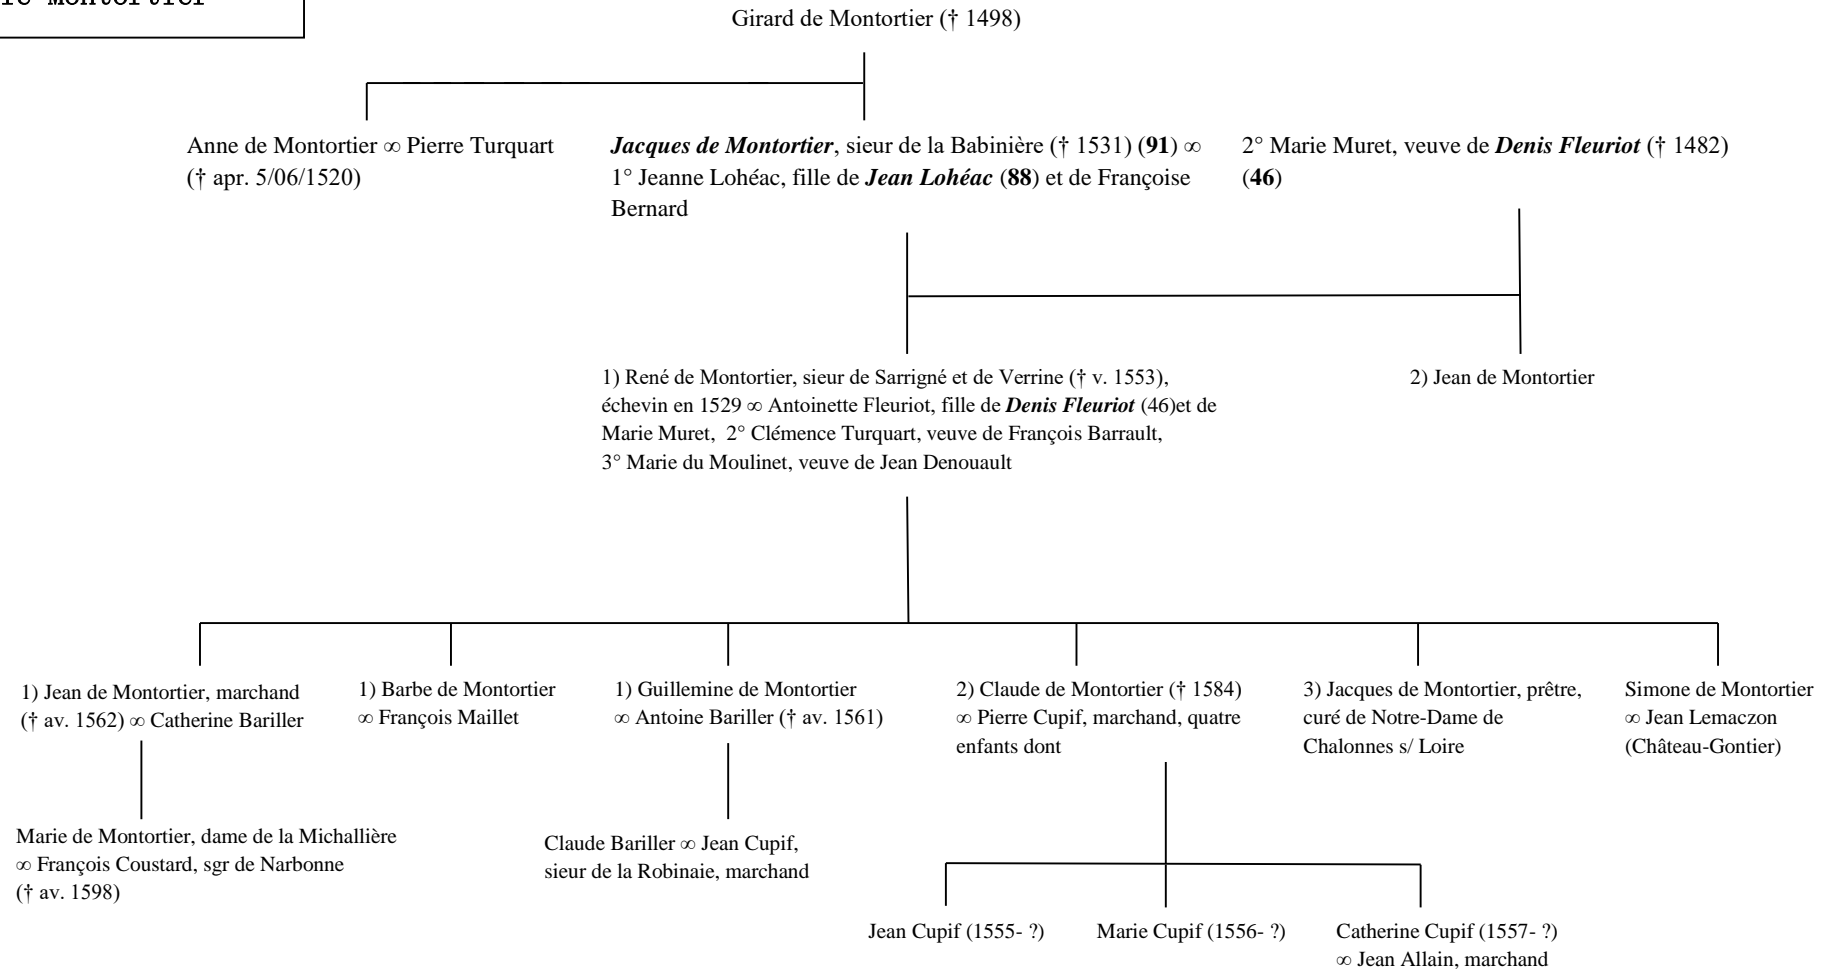 Montortier
Girard de Montortier († 1498)
Anne de Montortier ∞ Pierre Turquart
(† apr. 5/06/1520)
Jacques de Montortier, sieur de la Babinière († 1531) (91) ∞
1° Jeanne Lohéac, fille de Jean Lohéac (88) et de Françoise
Bernard
2° Marie Muret, veuve de Denis Fleuriot († 1482)
(46)
1) René de Montortier, sieur de Sarrigné et de Verrine († v. 1553),
échevin en 1529 ∞ Antoinette Fleuriot, fille de Denis Fleuriot (46)et de
Marie Muret, 2° Clémence Turquart, veuve de François Barrault,
3° Marie du Moulinet, veuve de Jean Denouault
2) Jean de Montortier
1) Jean de Montortier, marchand
(† av. 1562) ∞ Catherine Bariller
1) Barbe de Montortier
∞ François Maillet
1) Guillemine de Montortier
∞ Antoine Bariller († av. 1561)
2) Claude de Montortier († 1584)
∞ Pierre Cupif, marchand, quatre
enfants dont
3) Jacques de Montortier, prêtre,
curé de Notre-Dame de
Chalonnes s/ Loire
Simone de Montortier
∞ Jean Lemaczon
(Château-Gontier)
Marie de Montortier, dame de la Michallière
∞ François Coustard, sgr de Narbonne
(† av. 1598)
Claude Bariller ∞ Jean Cupif,
sieur de la Robinaie, marchand
Jean Cupif (1555- ?)
Marie Cupif (1556- ?)
Catherine Cupif (1557- ?)
∞ Jean Allain, marchand